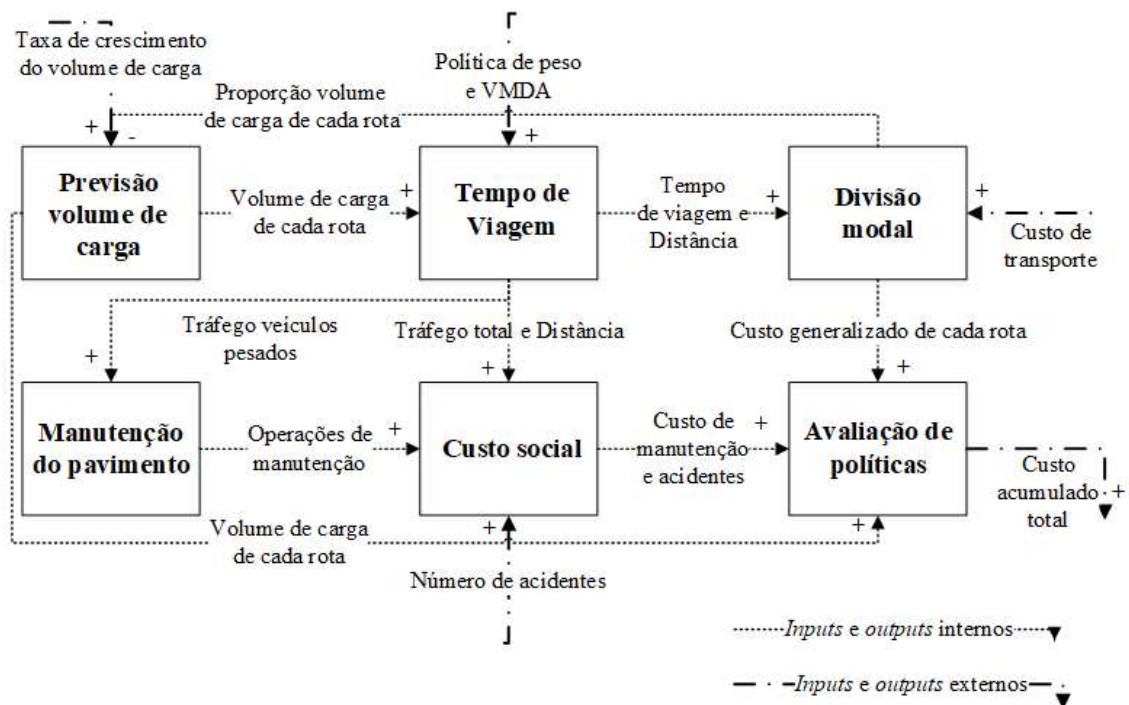 Taxa de crescimento
do volume de carga
Política de peso
e VMDA
Proporção volume
de carga de cada rota
+
-
+
Previsão
volume de
carga
Volume de carga
de cada rota
+
Tempo de
Viagem
Tempo
de viagem e
Distância
+
Divisão
modal
+
Custo de
transporte
Tráfego veículos
pesados
Tráfego total e Distância
Custo generalizado de cada rota
+
+
+
Manutenção
do pavimento
Operações de
manutenção
+
Custo social
Custo de
manutenção
e acidentes
+
Avaliação de
políticas
Custo
acumulado
total
+
Volume de carga
de cada rota
+
+
Número de acidentes
Inputs e outputs internos
Inputs e outputs externos